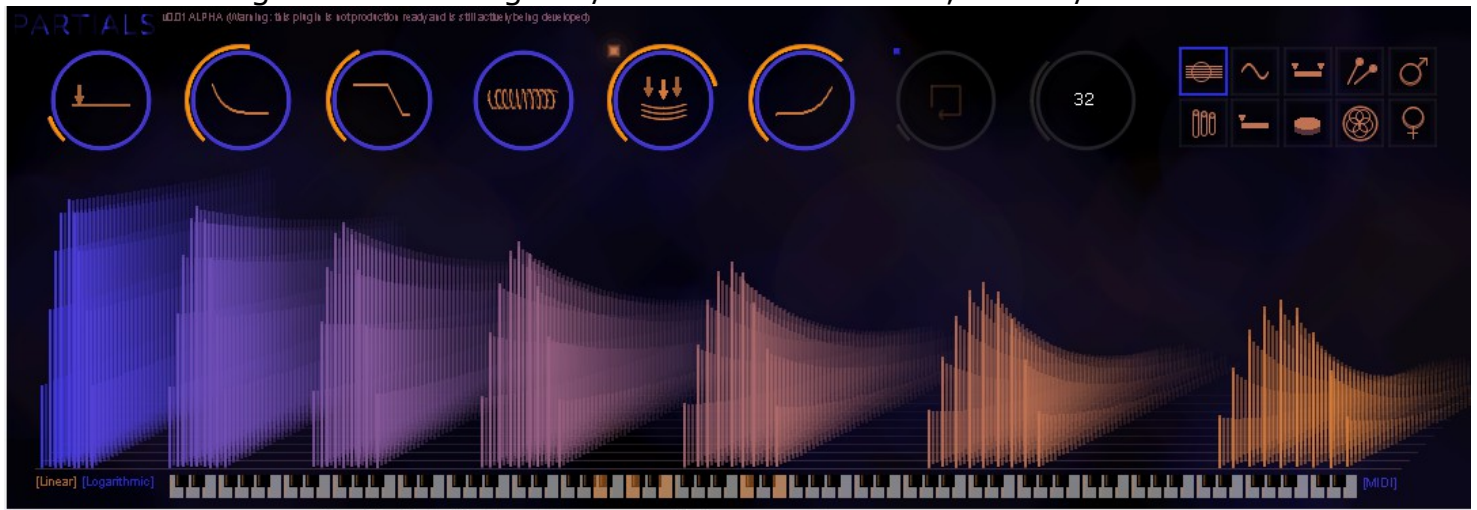 PARTIALS
v0.01 ALPHA (Warning: this plugin is not production ready and is still actively being developed)
32
[Linear] [Logarithmic]
[MIDI]